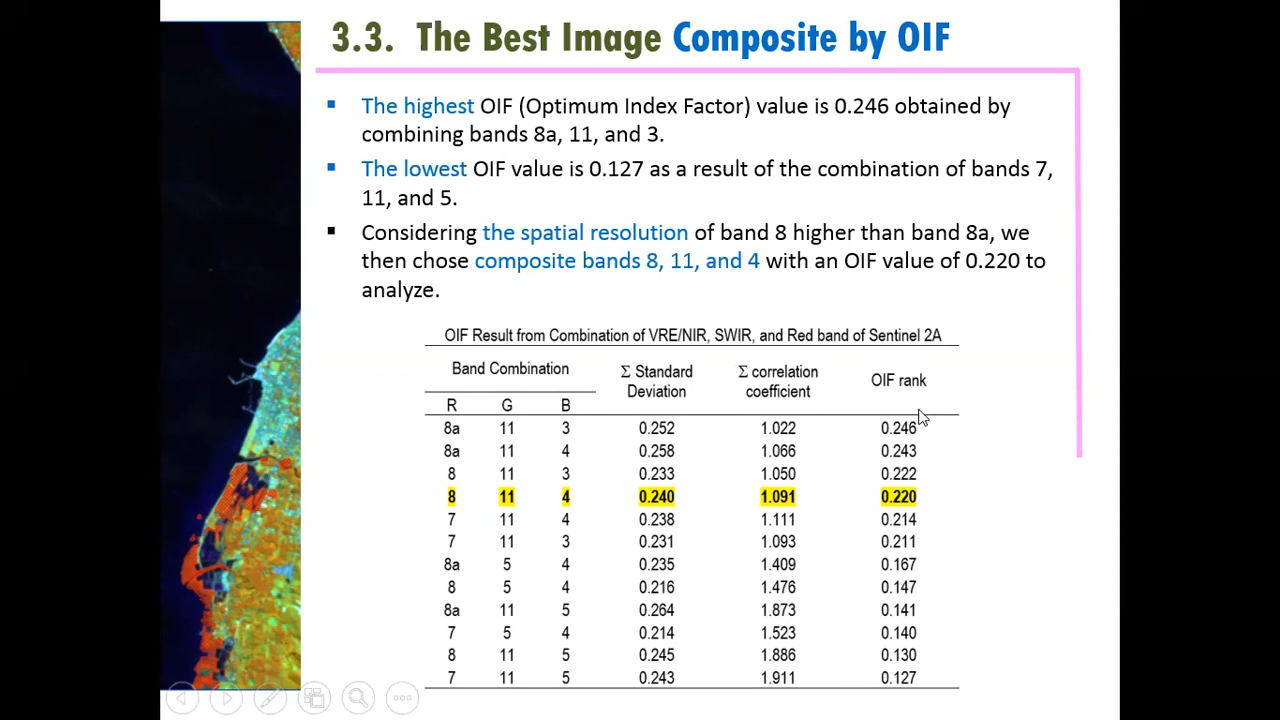 3.3. The Best Image Composite by OIF
▪ The highest OIF (Optimum Index Factor) value is 0.246 obtained by
combining bands 8a, 11, and 3.
▪ The lowest OIF value is 0.127 as a result of the combination of bands 7,
11, and 5.
▪ Considering the spatial resolution of band 8 higher than band 8a, we
then chose composite bands 8, 11, and 4 with an OIF value of 0.220 to
analyze.
OIF Result from Combination of VRE/NIR, SWIR, and Red band of Sentinel 2A
Band Combination Σ Standard Deviation Σ correlation coefficient OIF rank
R G B
8a 11 3 0.252 1.022 0.246
8a 11 4 0.258 1.066 0.243
8 11 3 0.233 1.050 0.222
8 11 4 0.240 1.091 0.220
7 11 4 0.238 1.111 0.214
7 11 3 0.231 1.093 0.211
8a 5 4 0.235 1.409 0.167
8 5 4 0.216 1.476 0.147
8a 11 5 0.264 1.873 0.141
7 5 4 0.214 1.523 0.140
8 11 5 0.245 1.886 0.130
7 11 5 0.243 1.911 0.127